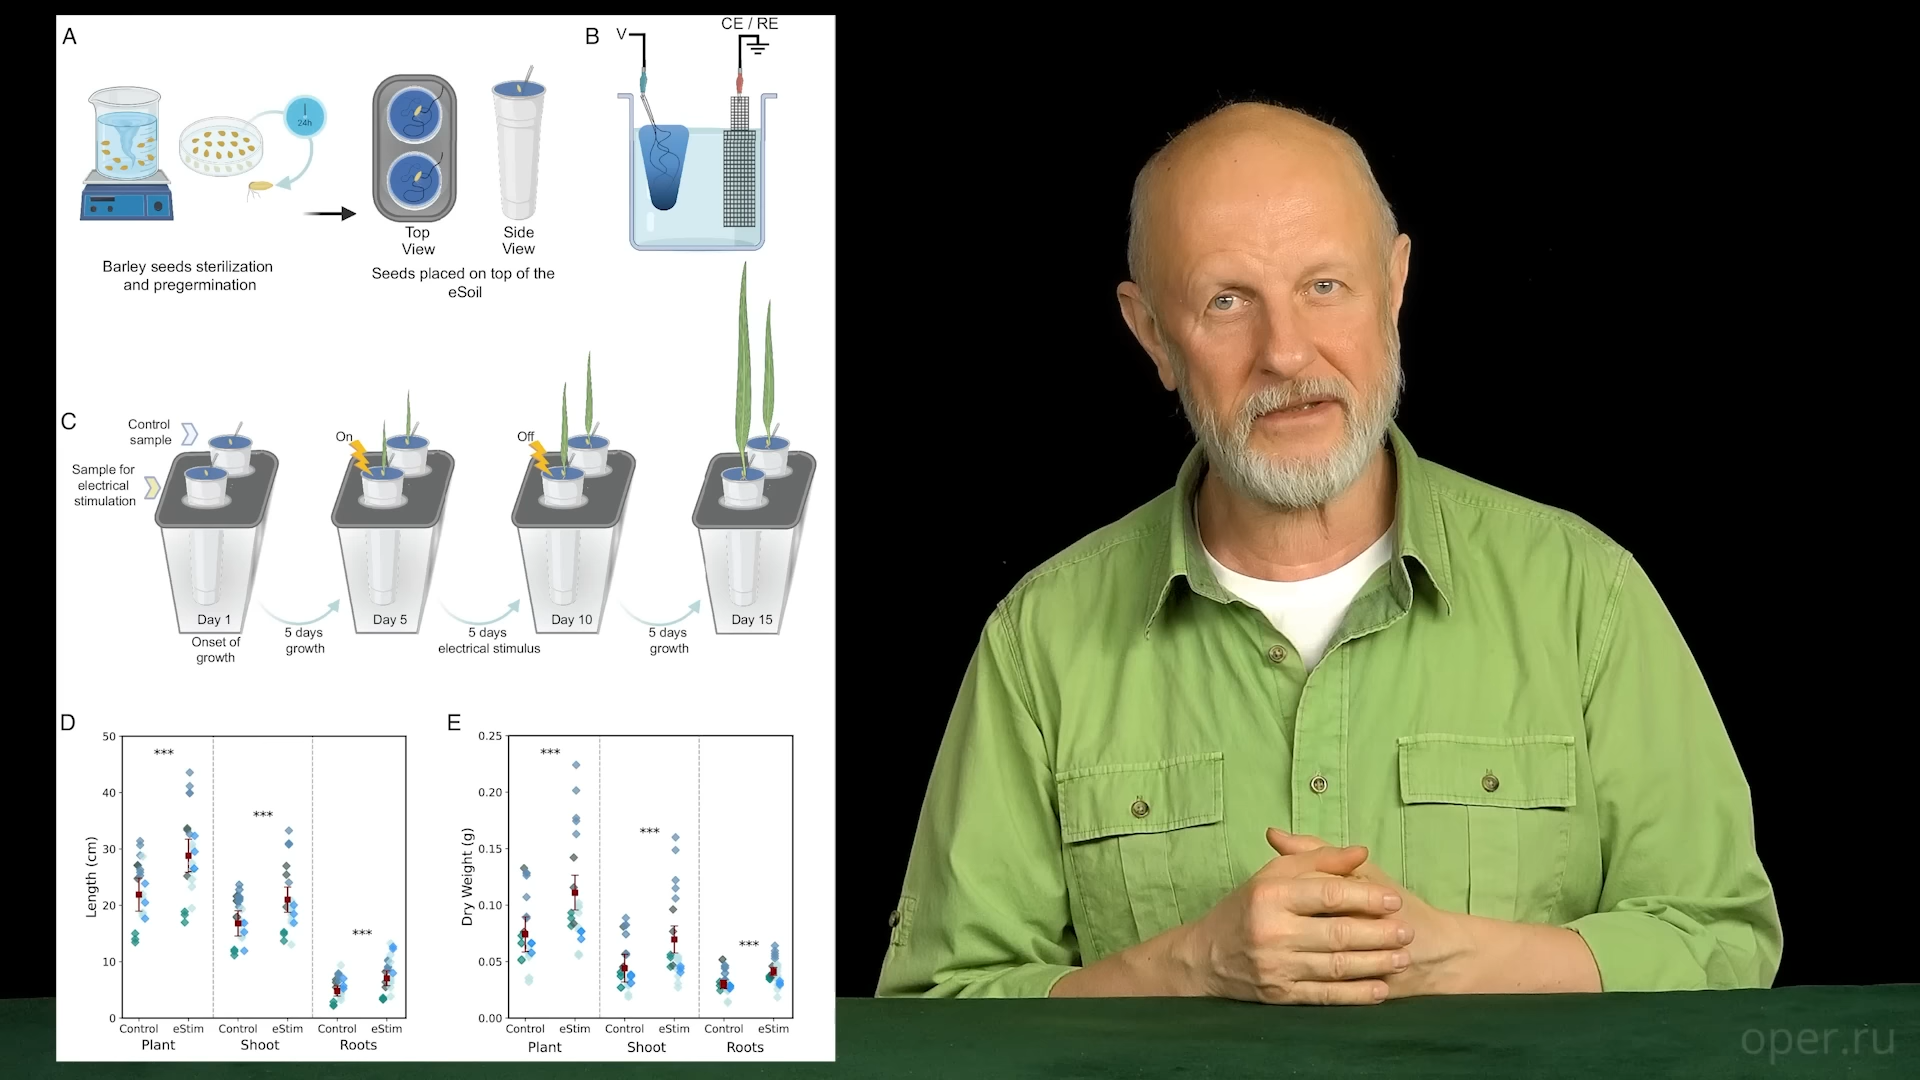 A
24h
Barley seeds sterilization
and pregermination
Top
View
Side
View
Seeds placed on top of the
eSoil
B
V
CE / RE
C
Control
sample
Sample for
electrical
stimulation
On
Off
Day 1
Day 5
Day 10
Day 15
Onset of
growth
5 days
growth
5 days
electrical stimulus
5 days
growth
D
Length (cm)
50
40
30
20
10
0
***
***
***
Control
eStim
Control
eStim
Control
eStim
Plant
Shoot
Roots
E
Dry Weight (g)
0.25
0.20
0.15
0.10
0.05
0.00
***
***
***
Control
eStim
Control
eStim
Control
eStim
Plant
Shoot
Roots
oper.ru